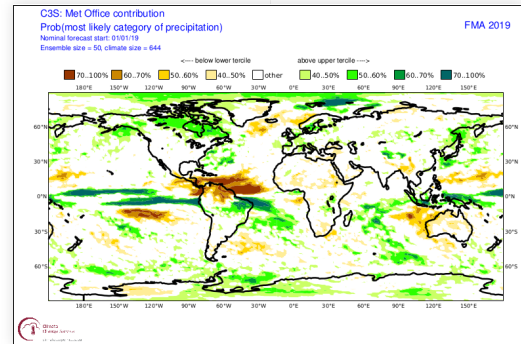 C3S: Met Office contribution
Prob(most likely category of precipitation)
FMA 2019
Nominal forecast start: 01/01/19
Ensemble size = 50, climate size = 644
<---- below lower tercile
above upper tercile ---->
70..100% 60..70% 50..60% 40..50% other 40..50% 50..60% 60..70% 70..100%
180°E 150°W 120°W 90°W 60°W 30°W 0°E 30°E 60°E 90°E 120°E 150°E
60°N 60°N
30°N 30°N
0°N 0°N
30°S 30°S
60°S 60°S
180°E 150°W 120°W 90°W 60°W 30°W 0°E 30°E 60°E 90°E 120°E 150°E
Climate
Change Service